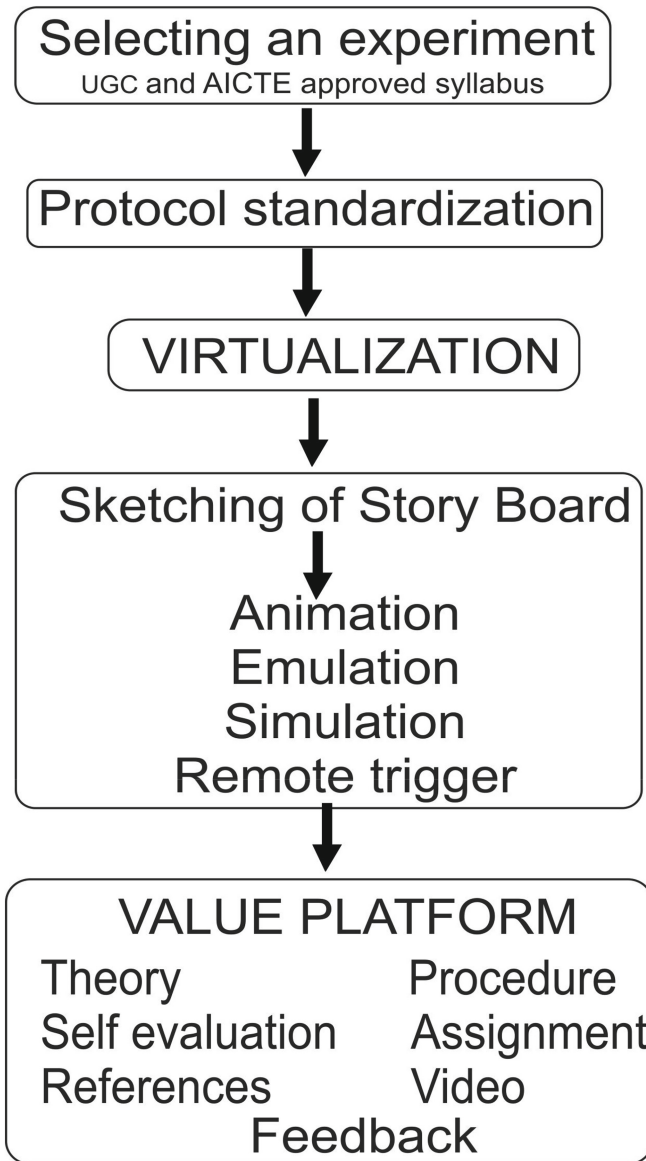 Selecting an experiment
UGC and AICTE approved syllabus
Protocol standardization
VIRTUALIZATION
Sketching of Story Board
Animation
Emulation
Simulation
Remote trigger
VALUE PLATFORM
Theory Procedure
Self evaluation Assignment
References Video
Feedback